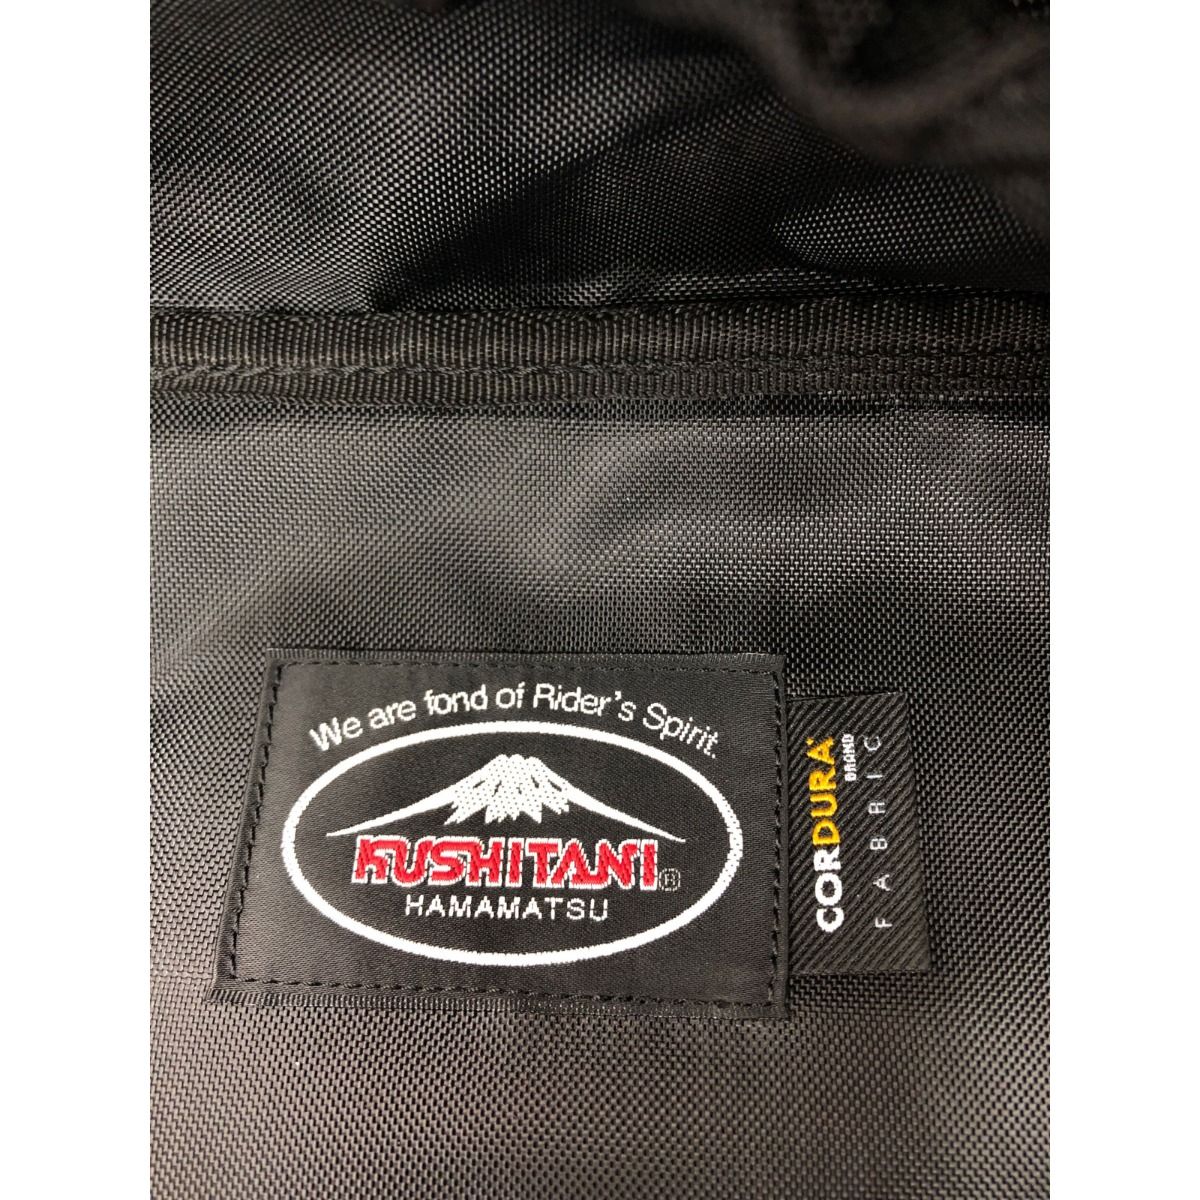 We are fond of Rider's Spirit.
KUSHITANI®
HAMAMATSU
CORDURA®
BRAND
FABRIC